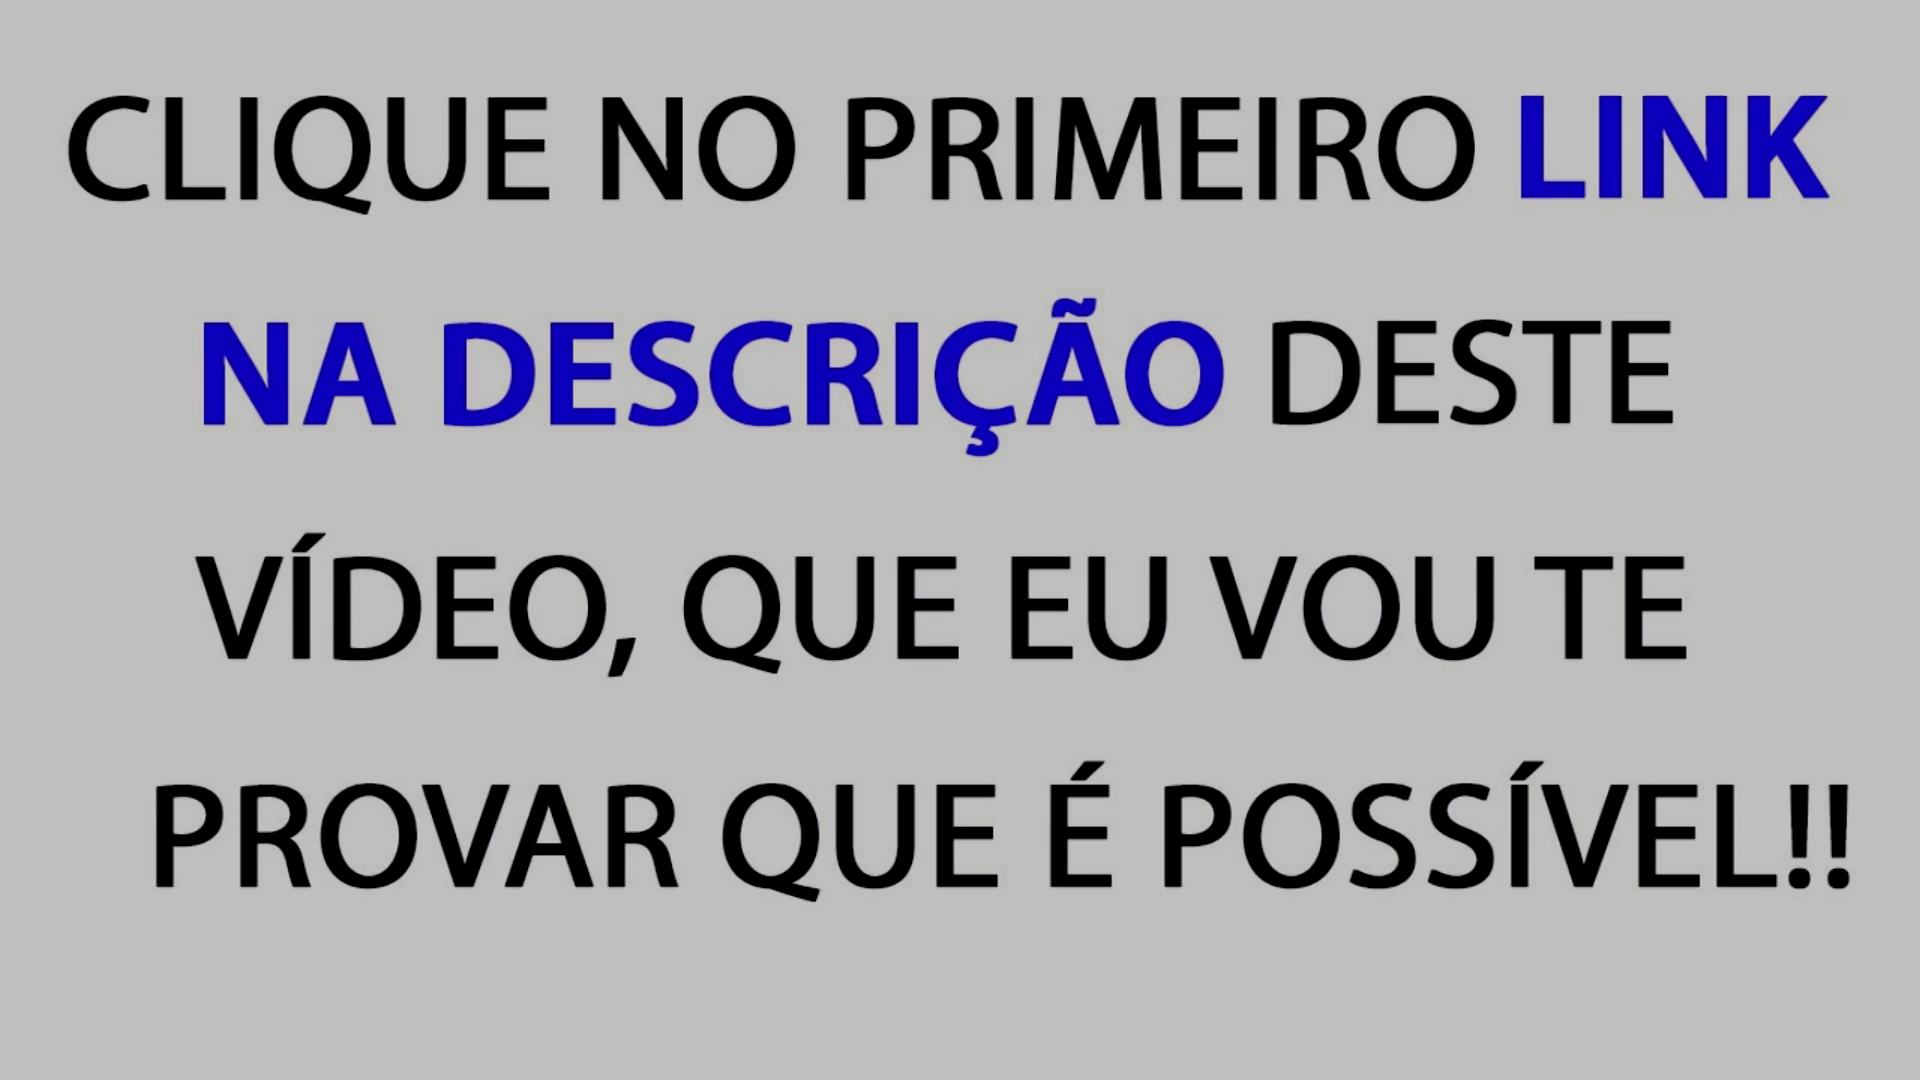 CLIQUE NO PRIMEIRO LINK
NA DESCRIÇÃO DESTE
VÍDEO, QUE EU VOU TE
PROVAR QUE É POSSÍVEL!!